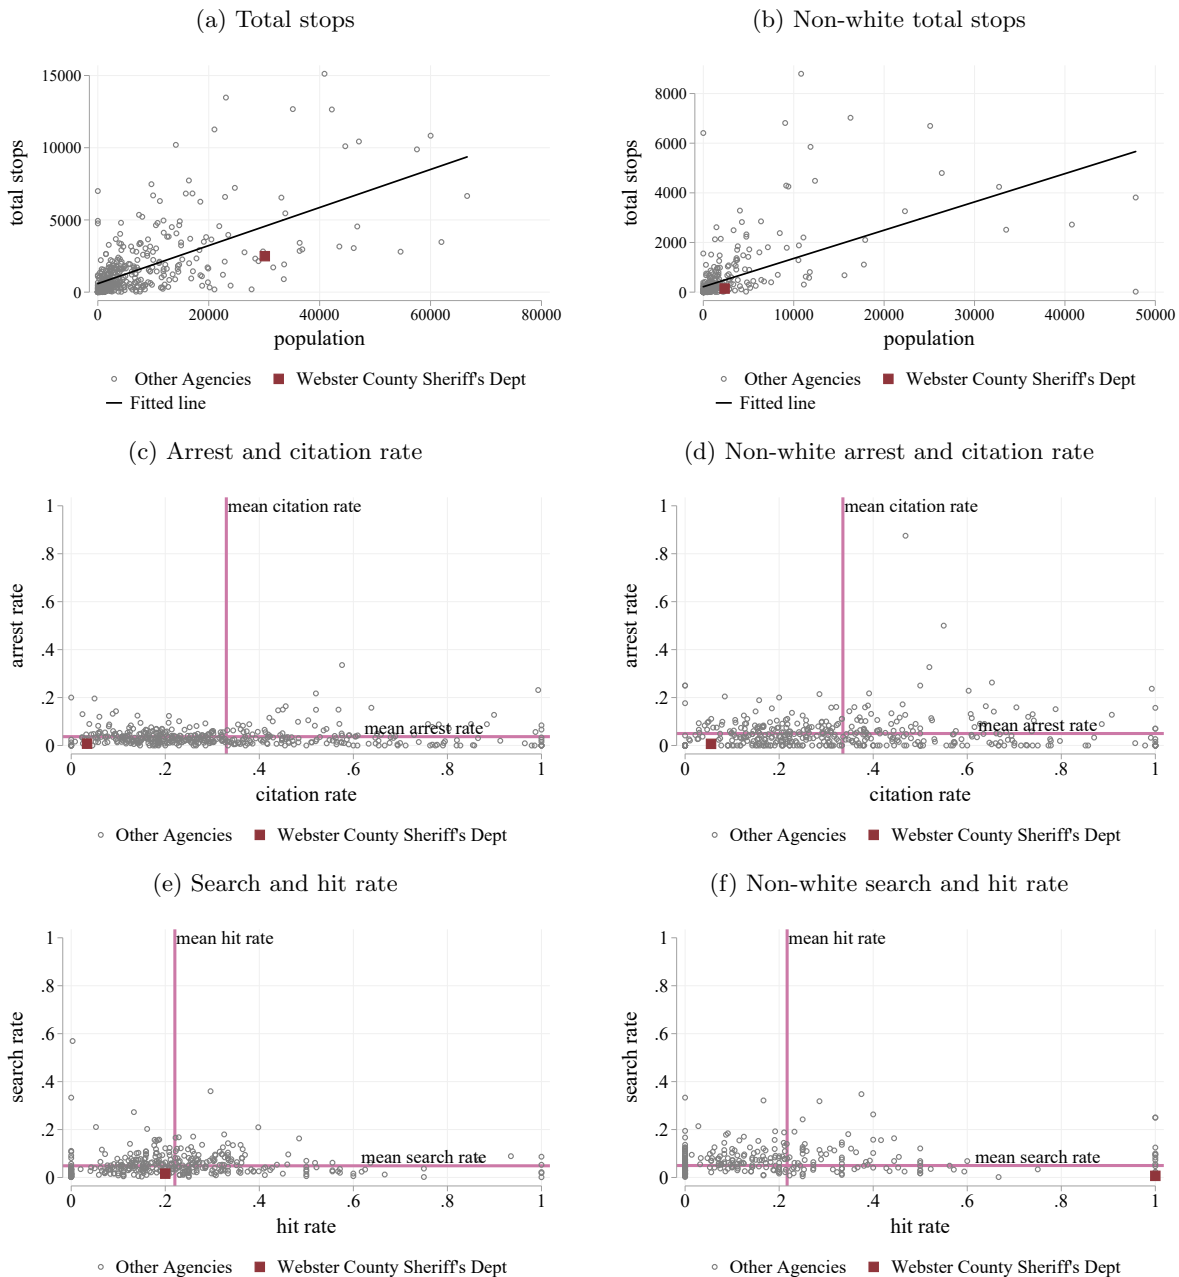 (a) Total stops
(b) Non-white total stops
total stops
15000
10000
5000
0
0 20000 40000 60000 80000
population
Other Agencies Webster County Sheriff's Dept
Fitted line
total stops
8000
6000
4000
2000
0
0 10000 20000 30000 40000 50000
population
Other Agencies Webster County Sheriff's Dept
Fitted line
(c) Arrest and citation rate
(d) Non-white arrest and citation rate
arrest rate
1
.8
.6
.4
.2
0
mean citation rate
mean arrest rate
0 .2 .4 .6 .8 1
citation rate
Other Agencies Webster County Sheriff's Dept
arrest rate
1
.8
.6
.4
.2
0
mean citation rate
mean arrest rate
0 .2 .4 .6 .8 1
citation rate
Other Agencies Webster County Sheriff's Dept
(e) Search and hit rate
(f) Non-white search and hit rate
search rate
1
.8
.6
.4
.2
0
mean hit rate
mean search rate
0 .2 .4 .6 .8 1
hit rate
Other Agencies Webster County Sheriff's Dept
search rate
1
.8
.6
.4
.2
0
mean hit rate
mean search rate
0 .2 .4 .6 .8 1
hit rate
Other Agencies Webster County Sheriff's Dept